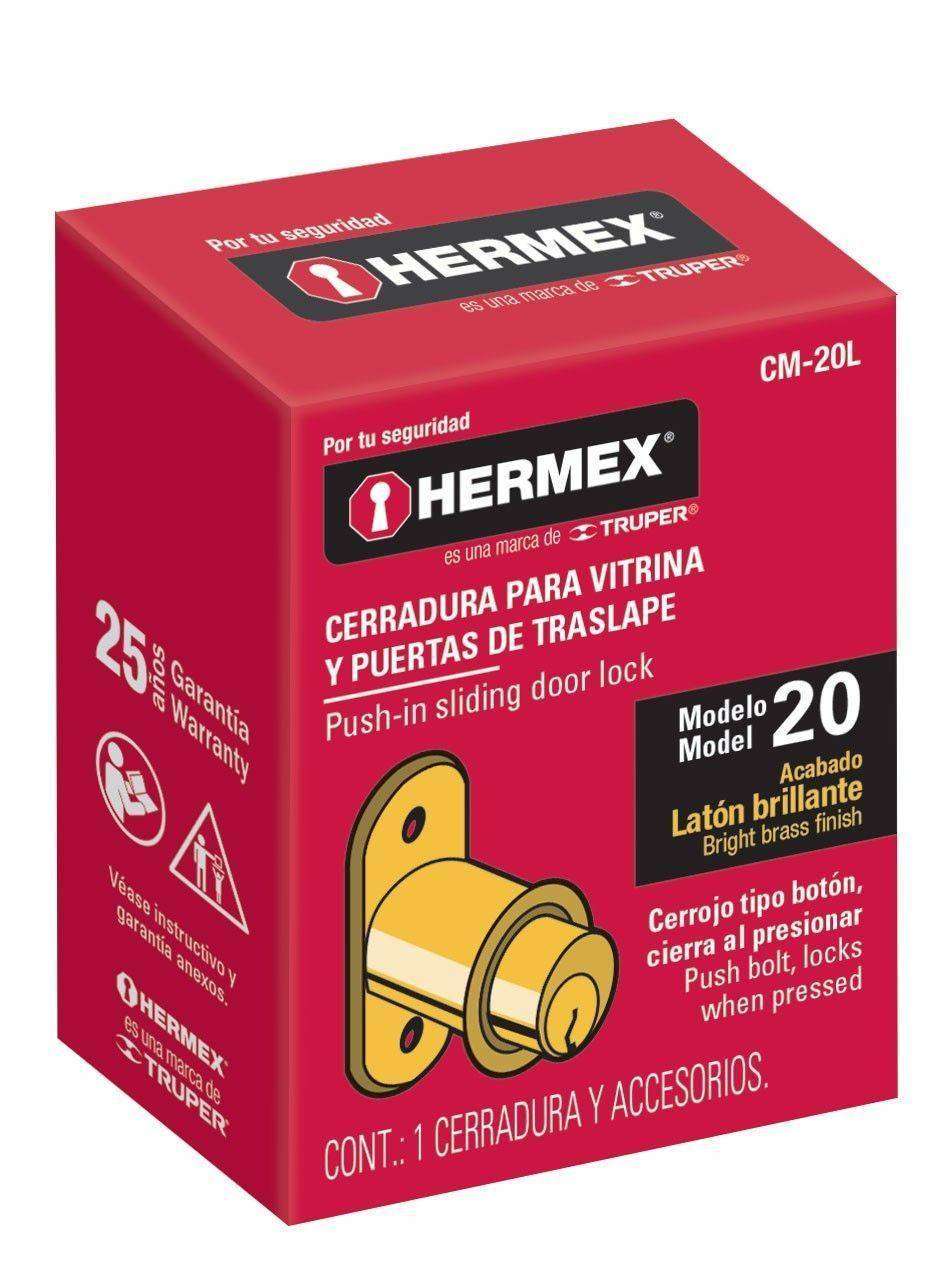 Por tu seguridad
HERMEX®
es una marca de TRUPER®
CM-20L
Por tu seguridad
HERMEX®
es una marca de TRUPER®
CERRADURA PARA VITRINA
Y PUERTAS DE TRASLAPE
Push-in sliding door lock
Modelo
Model
20
Acabado
Latón brillante
Bright brass finish
Cerrojo tipo botón,
cierra al presionar
Push bolt, locks
when pressed
CONT.: 1 CERRADURA Y ACCESORIOS.
25
años
Garantía
Warranty
Véase instructivo y
garantía anexos.
HERMEX®
es una marca de
TRUPER®